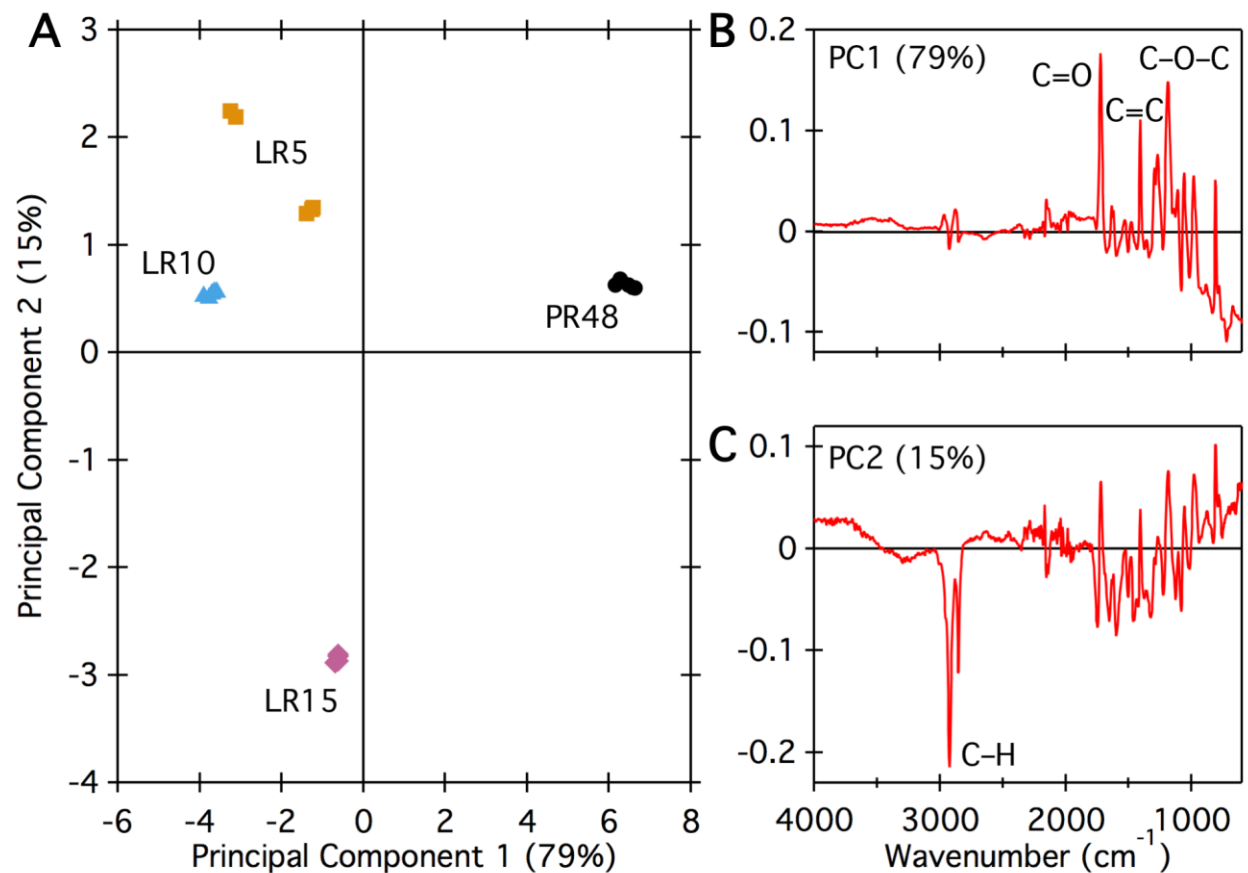 A
3
2
1
0
-1
-2
-3
-4
Principal Component 2 (15%)
LR5
LR10
PR48
LR15
-6 -4 -2 0 2 4 6 8
Principal Component 1 (79%)
B
0.2
0.1
0
-0.1
PC1 (79%)
C=O
C=C
C–O–C
C
0.1
0
-0.1
-0.2
PC2 (15%)
C–H
4000 3000 2000 1000
Wavenumber (cm⁻¹)